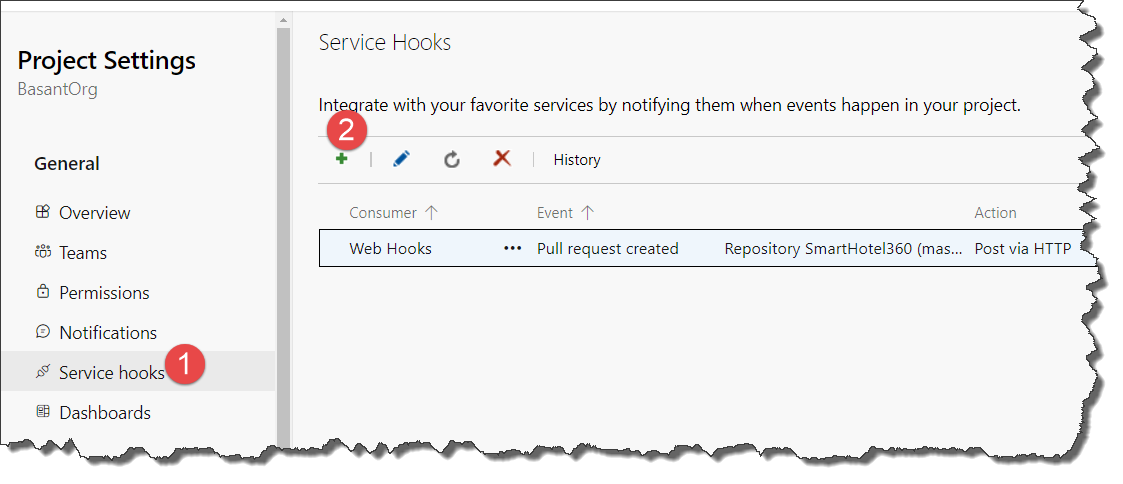 Project Settings
BasantOrg
General
Overview
Teams
Permissions
Notifications
Service hooks
1
Dashboards
Service Hooks
Integrate with your favorite services by notifying them when events happen in your project.
2
History
Consumer Event Action
Web Hooks ... Pull request created Repository SmartHotel360 (mas... Post via HTTP